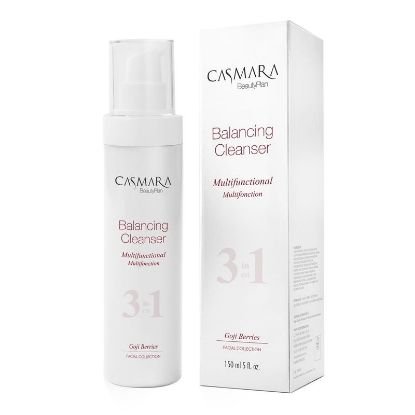 CASMARA
BeautyPlan
Balancing
Cleanser
Multifunctional
Multifonction
3 in 1
Goji Berries
FACIAL COLLECTION
CASMARA
BeautyPlan
Balancing
Cleanser
Multifunctional
Multifonction
3 in en 1
Goji Berries
FACIAL COLLECTION
150 ml 5 fl. oz.